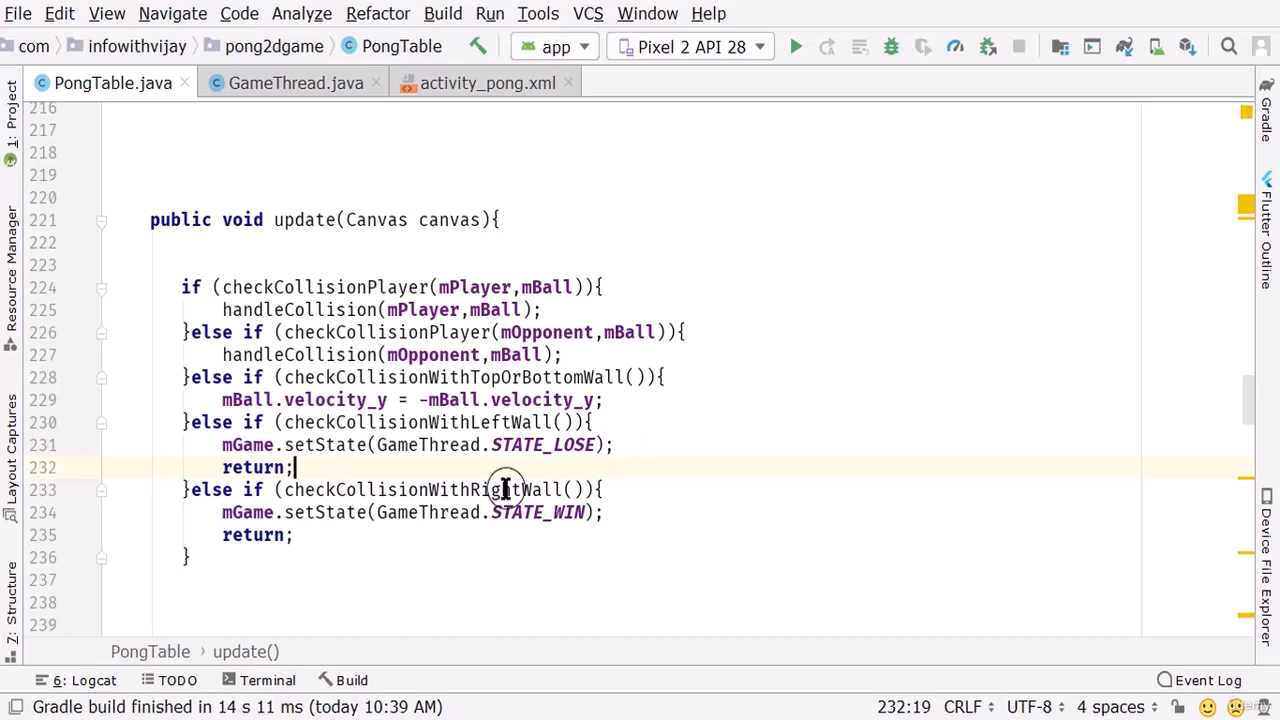 File Edit View Navigate Code Analyze Refactor Build Run Tools VCS Window Help
com infowithvijay pong2dgame PongTable app Pixel 2 API 28
PongTable.java GameThread.java activity_pong.xml
1: Project
Resource Manager
Layout Captures
7: Structure
216
217
218
219
220
221 public void update(Canvas canvas){
222
223
224 if (checkCollisionPlayer(mPlayer,mBall)){
225 handleCollision(mPlayer,mBall);
226 }else if (checkCollisionPlayer(mOpponent,mBall)){
227 handleCollision(mOpponent,mBall);
228 }else if (checkCollisionWithTopOrBottomWall()){
229 mBall.velocity_y = -mBall.velocity_y;
230 }else if (checkCollisionWithLeftWall()){
231 mGame.setState(GameThread.STATE_LOSE);
232 return;
233 }else if (checkCollisionWithRightWall()){
234 mGame.setState(GameThread.STATE_WIN);
235 return;
236 }
237
238
239
Gradle
Flutter Outline
Device File Explorer
PongTable update()
6: Logcat TODO Terminal Build Event Log
Gradle build finished in 14 s 11 ms (today 10:39 AM) 232:19 CRLF UTF-8 4 spaces